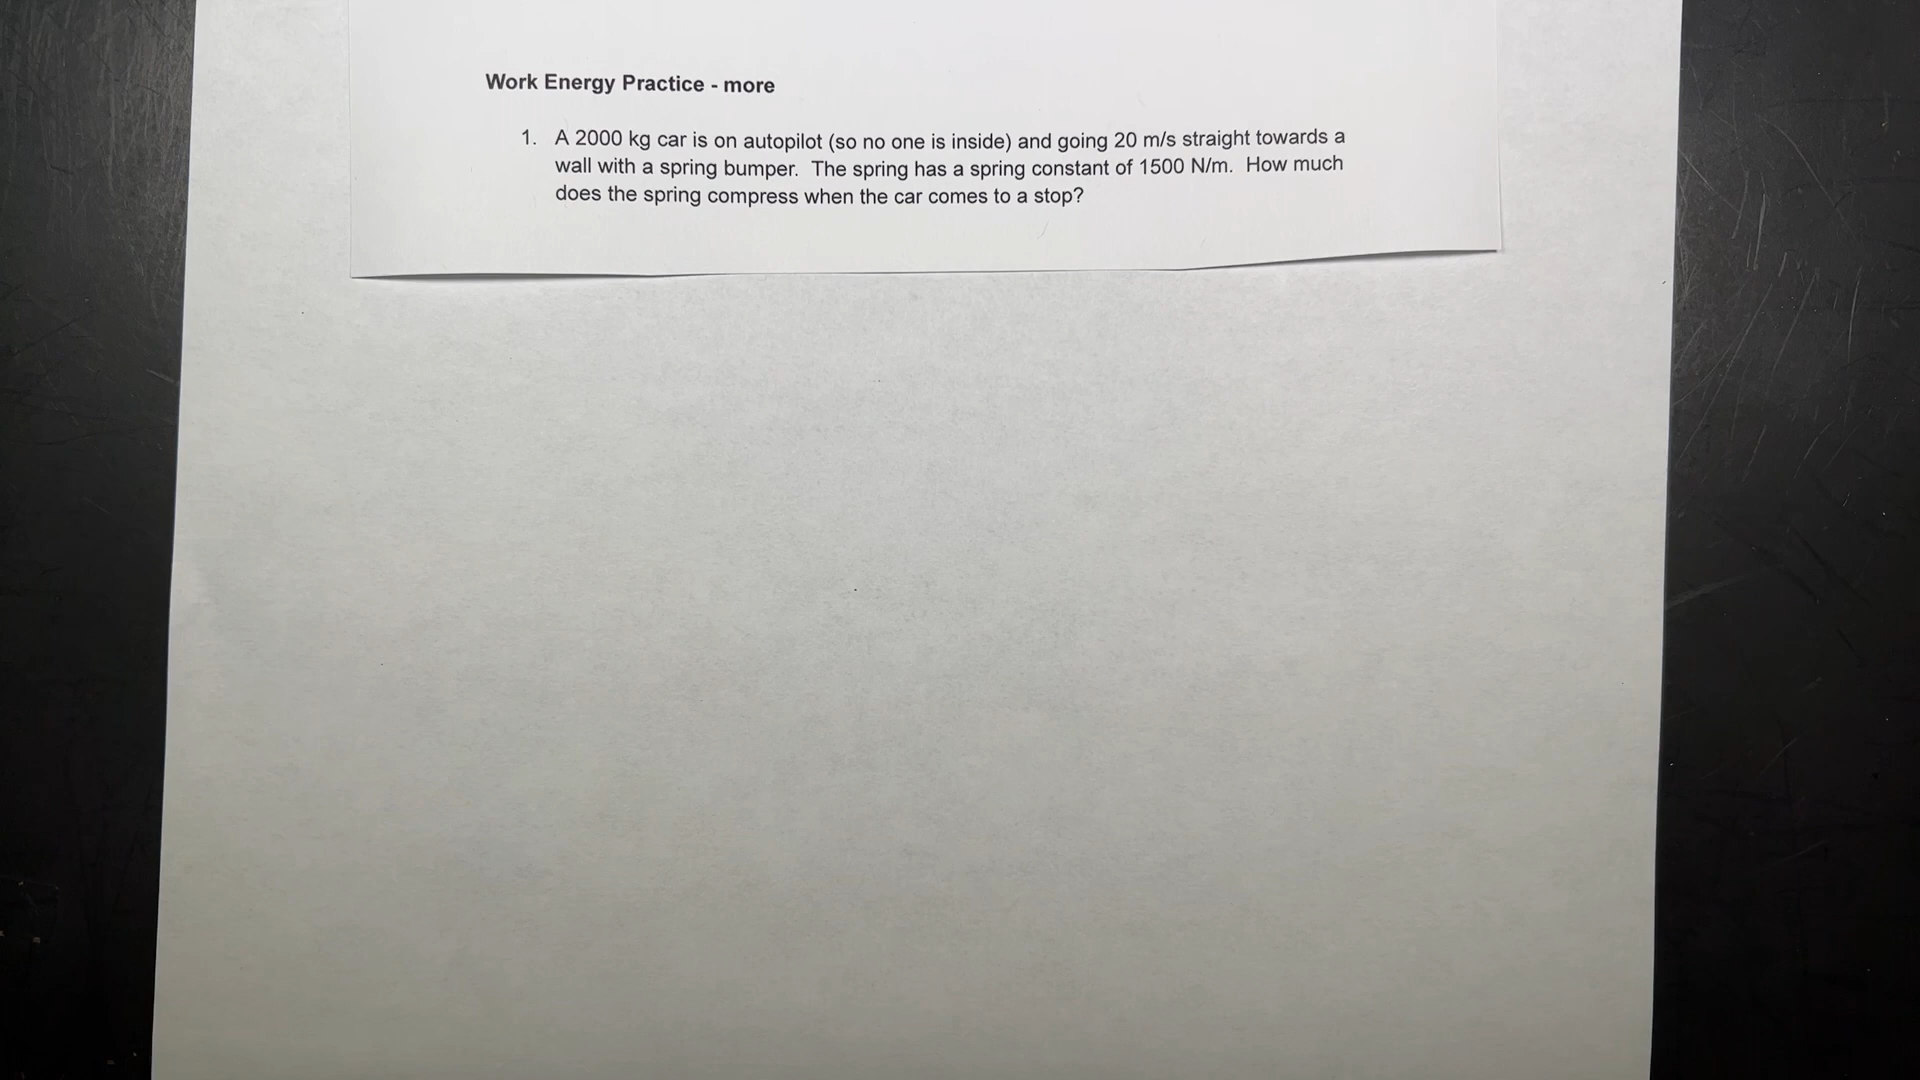 Work Energy Practice - more
1. A 2000 kg car is on autopilot (so no one is inside) and going 20 m/s straight towards a
wall with a spring bumper. The spring has a spring constant of 1500 N/m. How much
does the spring compress when the car comes to a stop?